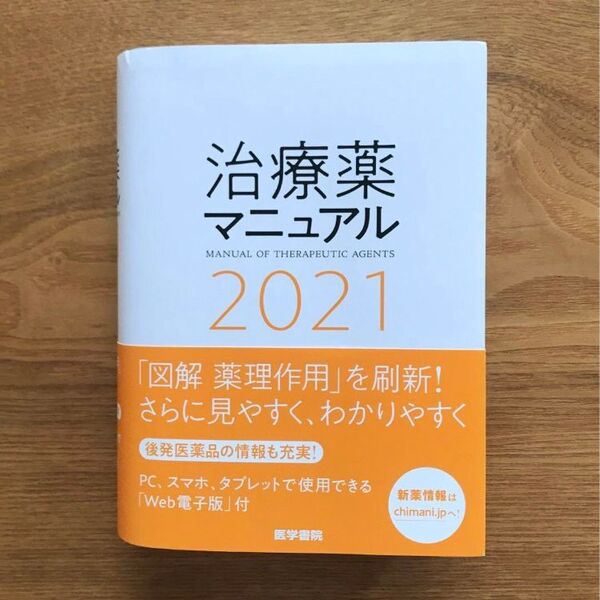 治療薬
マニュアル
MANUAL OF THERAPEUTIC AGENTS
2021
「図解 薬理作用」を刷新!
さらに見やすく、わかりやすく
後発医薬品の情報も充実!
PC、スマホ、タブレットで使用できる
「Web電子版」付
新薬情報は
chimani.jpへ!
医学書院